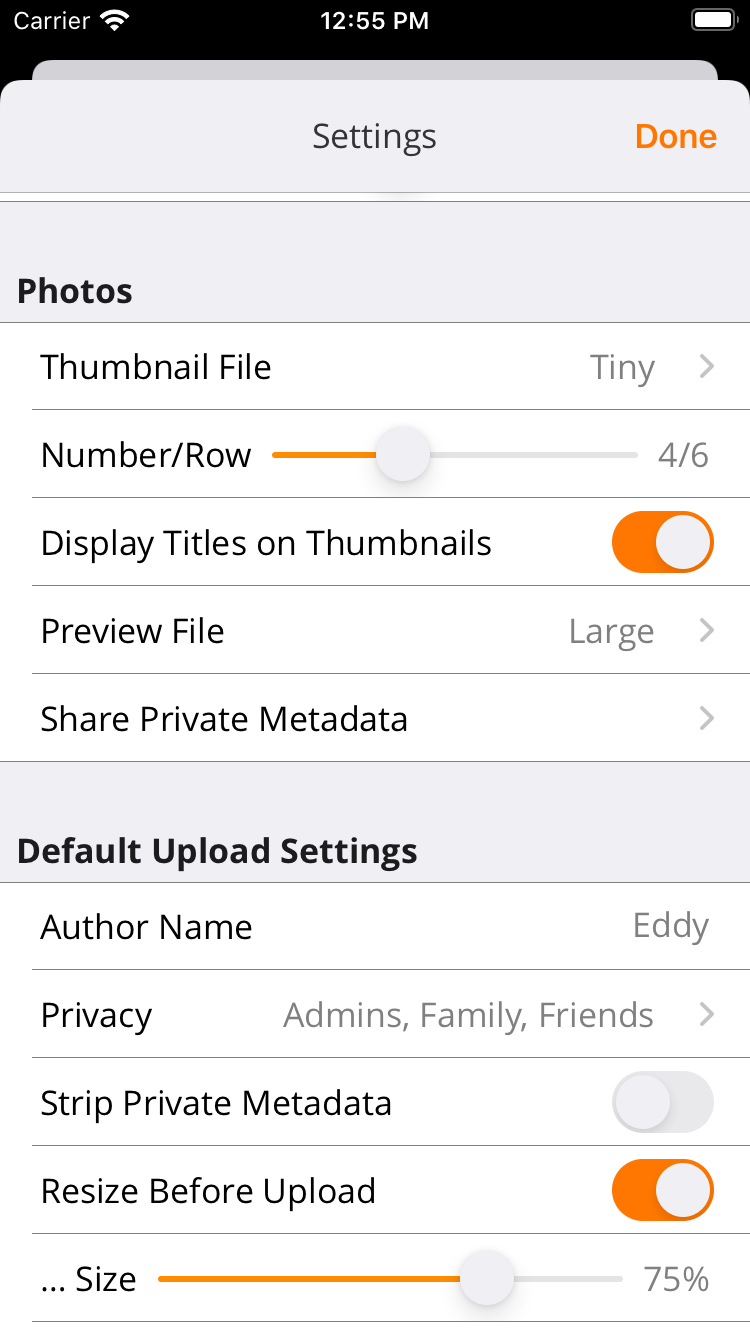 Carrier 12:55 PM
Settings Done
Photos
Thumbnail File Tiny
Number/Row 4/6
Display Titles on Thumbnails
Preview File Large
Share Private Metadata
Default Upload Settings
Author Name Eddy
Privacy Admins, Family, Friends
Strip Private Metadata
Resize Before Upload
... Size 75%